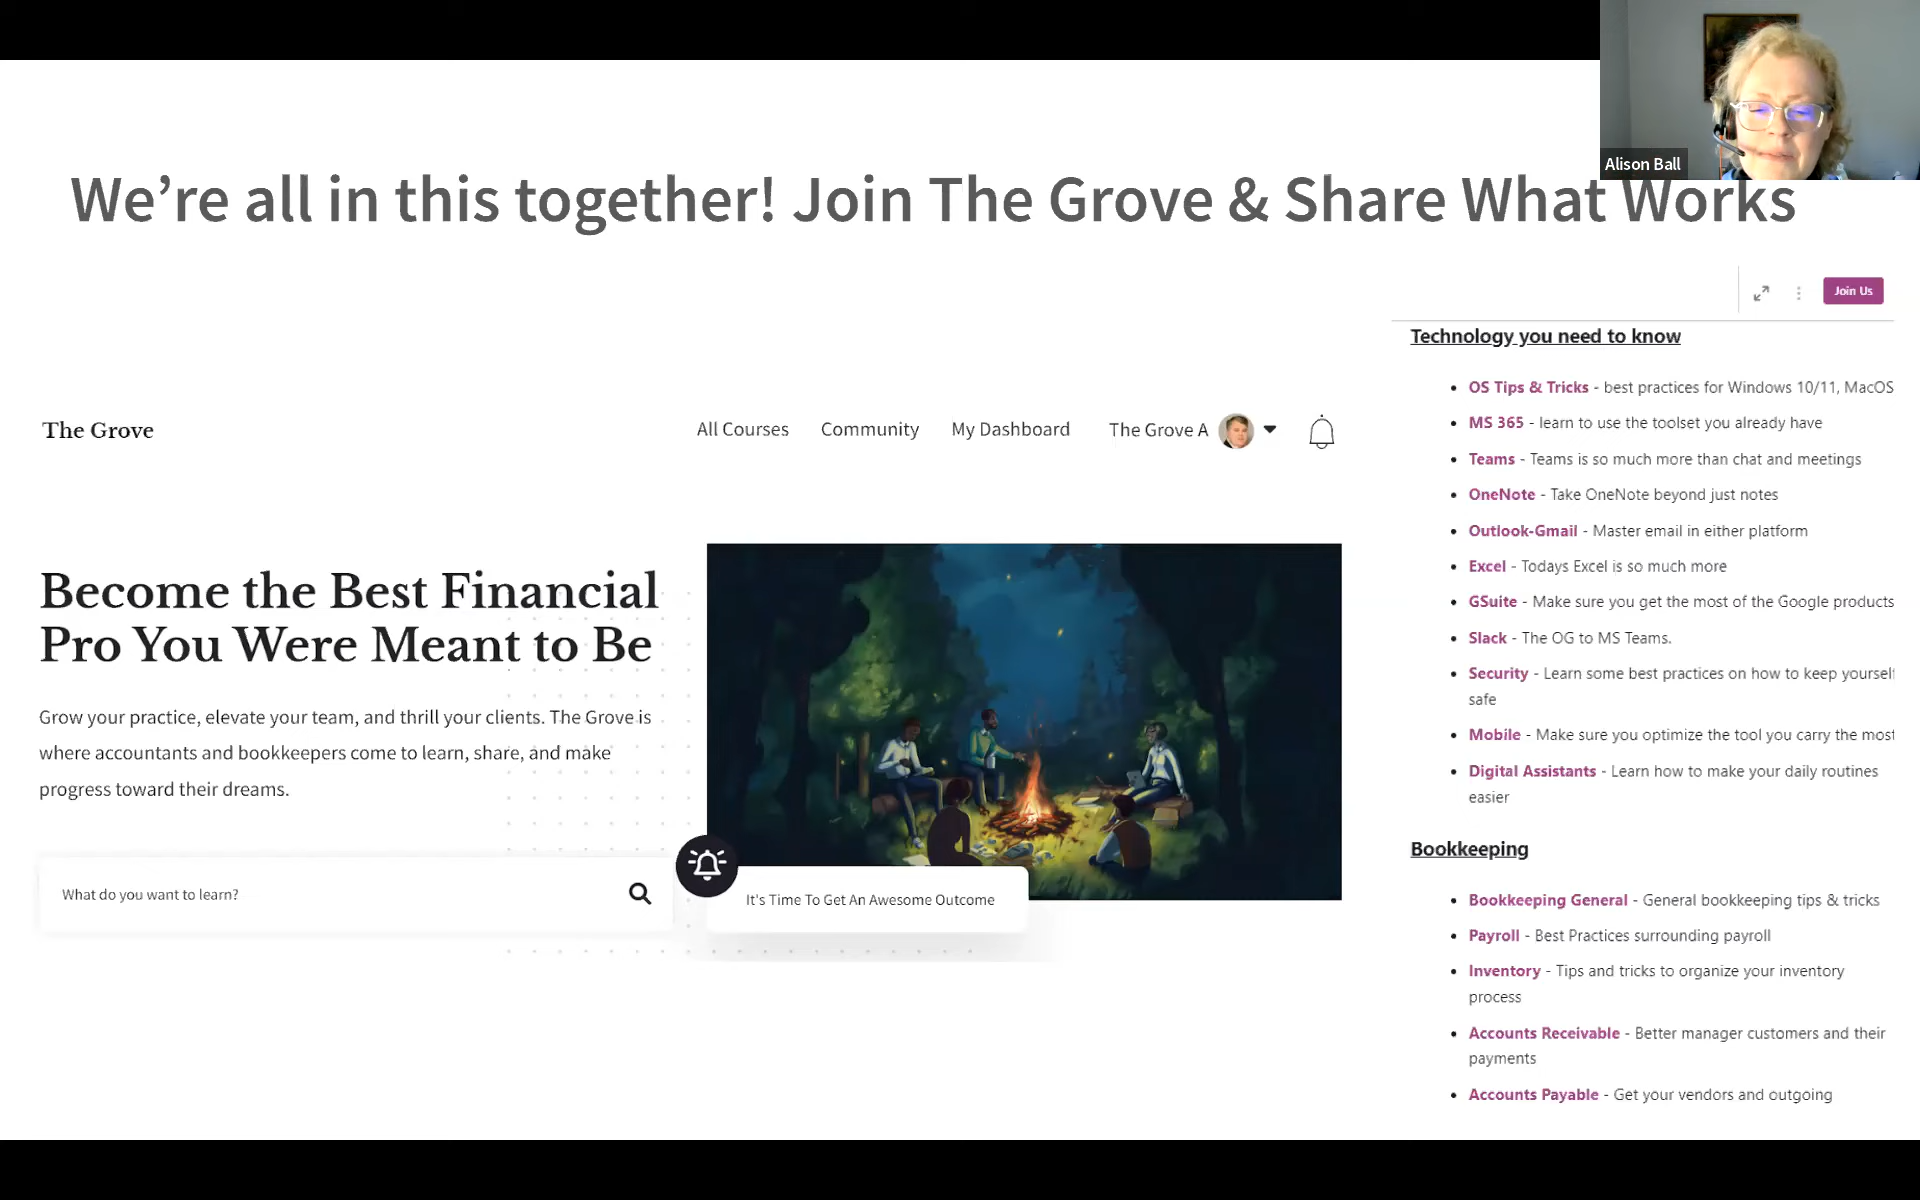 Alison Ball
We’re all in this together! Join The Grove & Share What Works
Join Us
The Grove
All Courses
Community
My Dashboard
The Grove A
Become the Best Financial
Pro You Were Meant to Be
Grow your practice, elevate your team, and thrill your clients. The Grove is
where accountants and bookkeepers come to learn, share, and make
progress toward their dreams.
What do you want to learn?
It's Time To Get An Awesome Outcome
Technology you need to know
• OS Tips & Tricks - best practices for Windows 10/11, MacOS
• MS 365 - learn to use the toolset you already have
• Teams - Teams is so much more than chat and meetings
• OneNote - Take OneNote beyond just notes
• Outlook-Gmail - Master email in either platform
• Excel - Todays Excel is so much more
• GSuite - Make sure you get the most of the Google products
• Slack - The OG to MS Teams.
• Security - Learn some best practices on how to keep yourself
safe
• Mobile - Make sure you optimize the tool you carry the most
• Digital Assistants - Learn how to make your daily routines
easier
Bookkeeping
• Bookkeeping General - General bookkeeping tips & tricks
• Payroll - Best Practices surrounding payroll
• Inventory - Tips and tricks to organize your inventory
process
• Accounts Receivable - Better manager customers and their
payments
• Accounts Payable - Get your vendors and outgoing